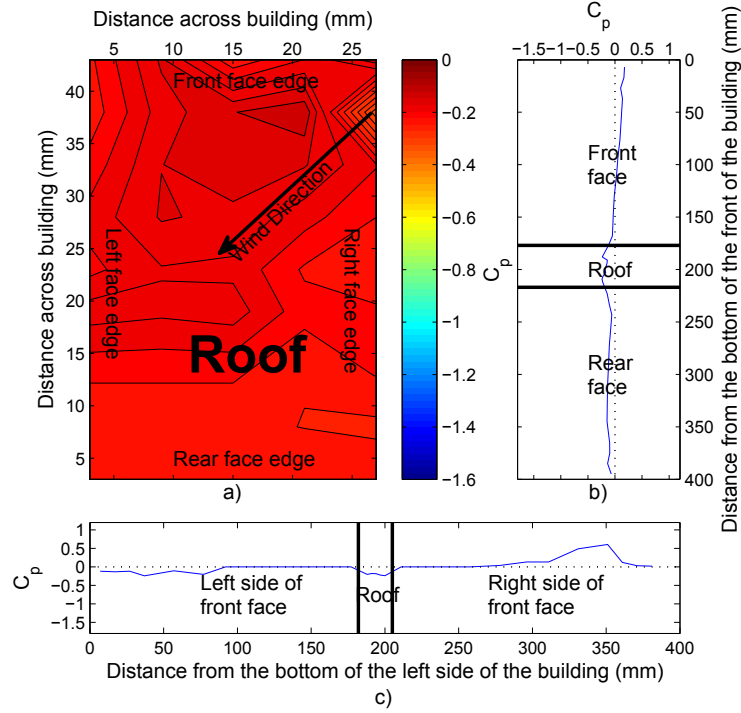 Distance across building (mm)
5 10 15 20 25
40
35
30
25
20
15
10
5
Distance across building (mm)
Front face edge
Wind Direction
Left face edge
Right face edge
Roof
Rear face edge
a)
0
−0.2
−0.4
−0.6
−0.8
−1
−1.2
−1.4
−1.6
Cp
Cp
−1.5 −1 −0.5 0 0.5 1
0
50
100
150
200
250
300
350
400
Distance from the bottom of the front of the building (mm)
Front
face
Roof
Rear
face
b)
1
0.5
0
−0.5
−1
−1.5
Cp
Left side of
front face
Roof
Right side of
front face
0 50 100 150 200 250 300 350 400
Distance from the bottom of the left side of the building (mm)
c)